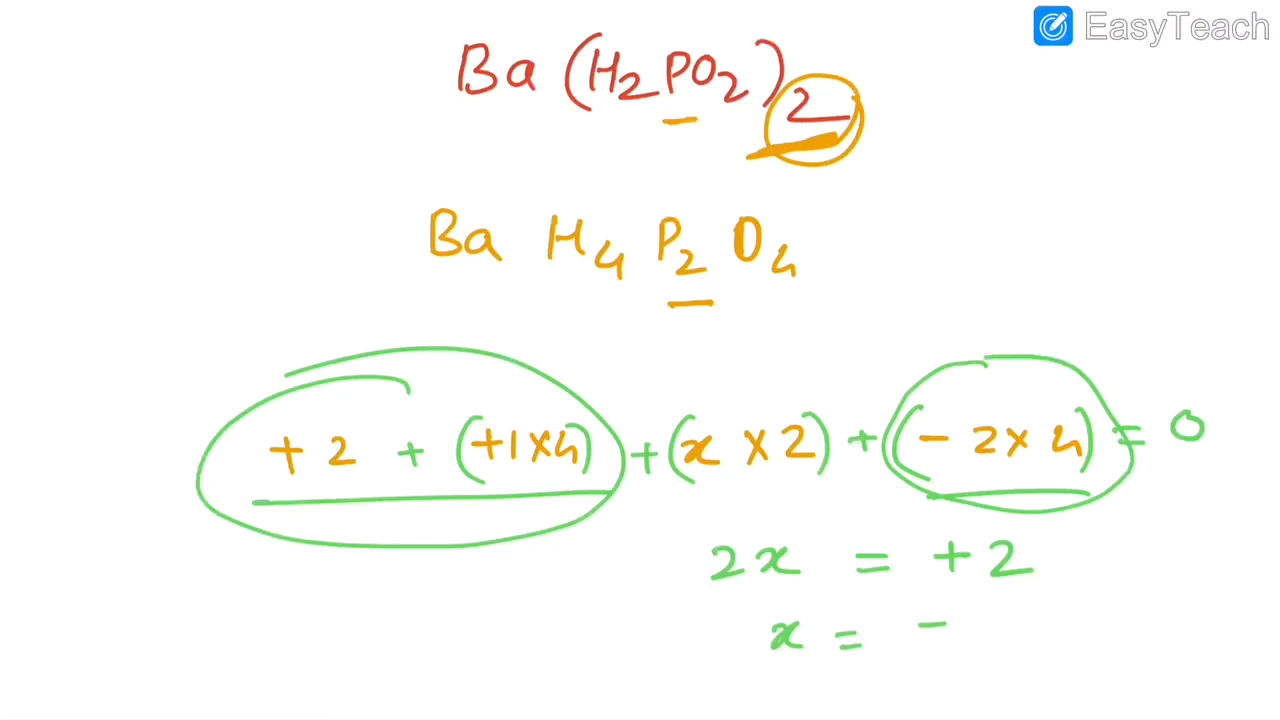 EasyTeach
Ba(H2PO2)2
Ba H4 P2 O4
+2 + (+1×4) + (x × 2) + (-2×4) = 0
2x = +2
x = -